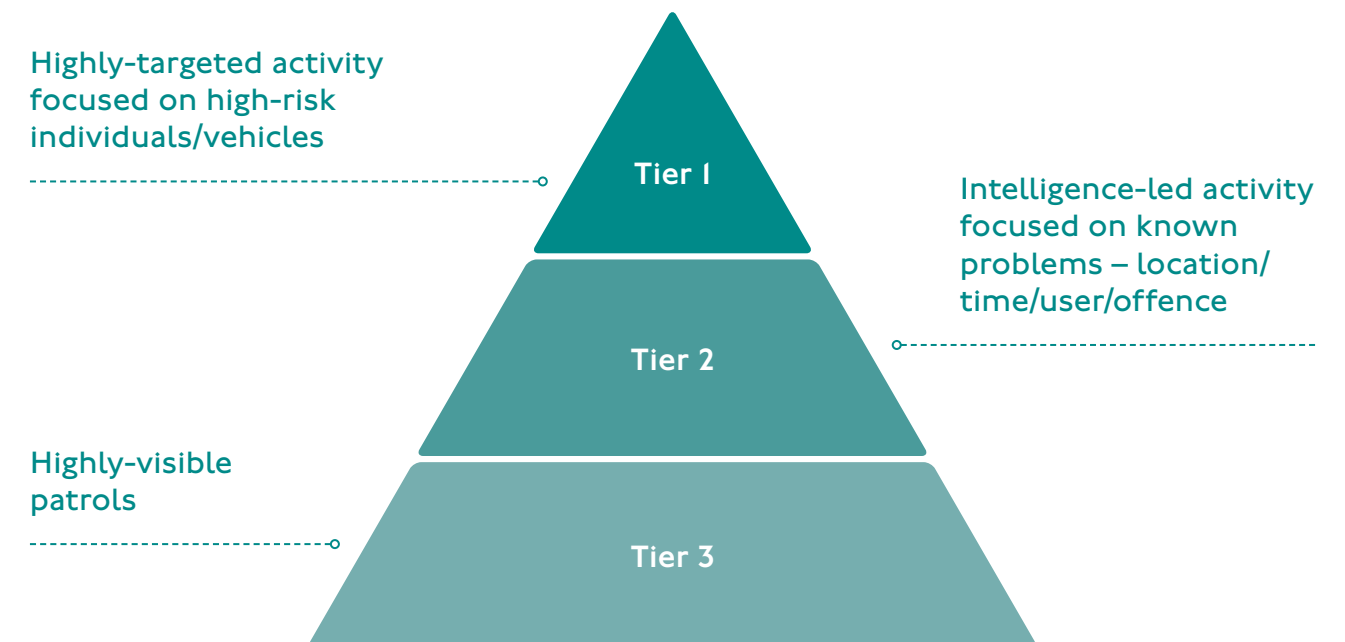 Highly-targeted activity
focused on high-risk
individuals/vehicles
Tier 1
Intelligence-led activity
focused on known
problems – location/
time/user/offence
Tier 2
Highly-visible
patrols
Tier 3